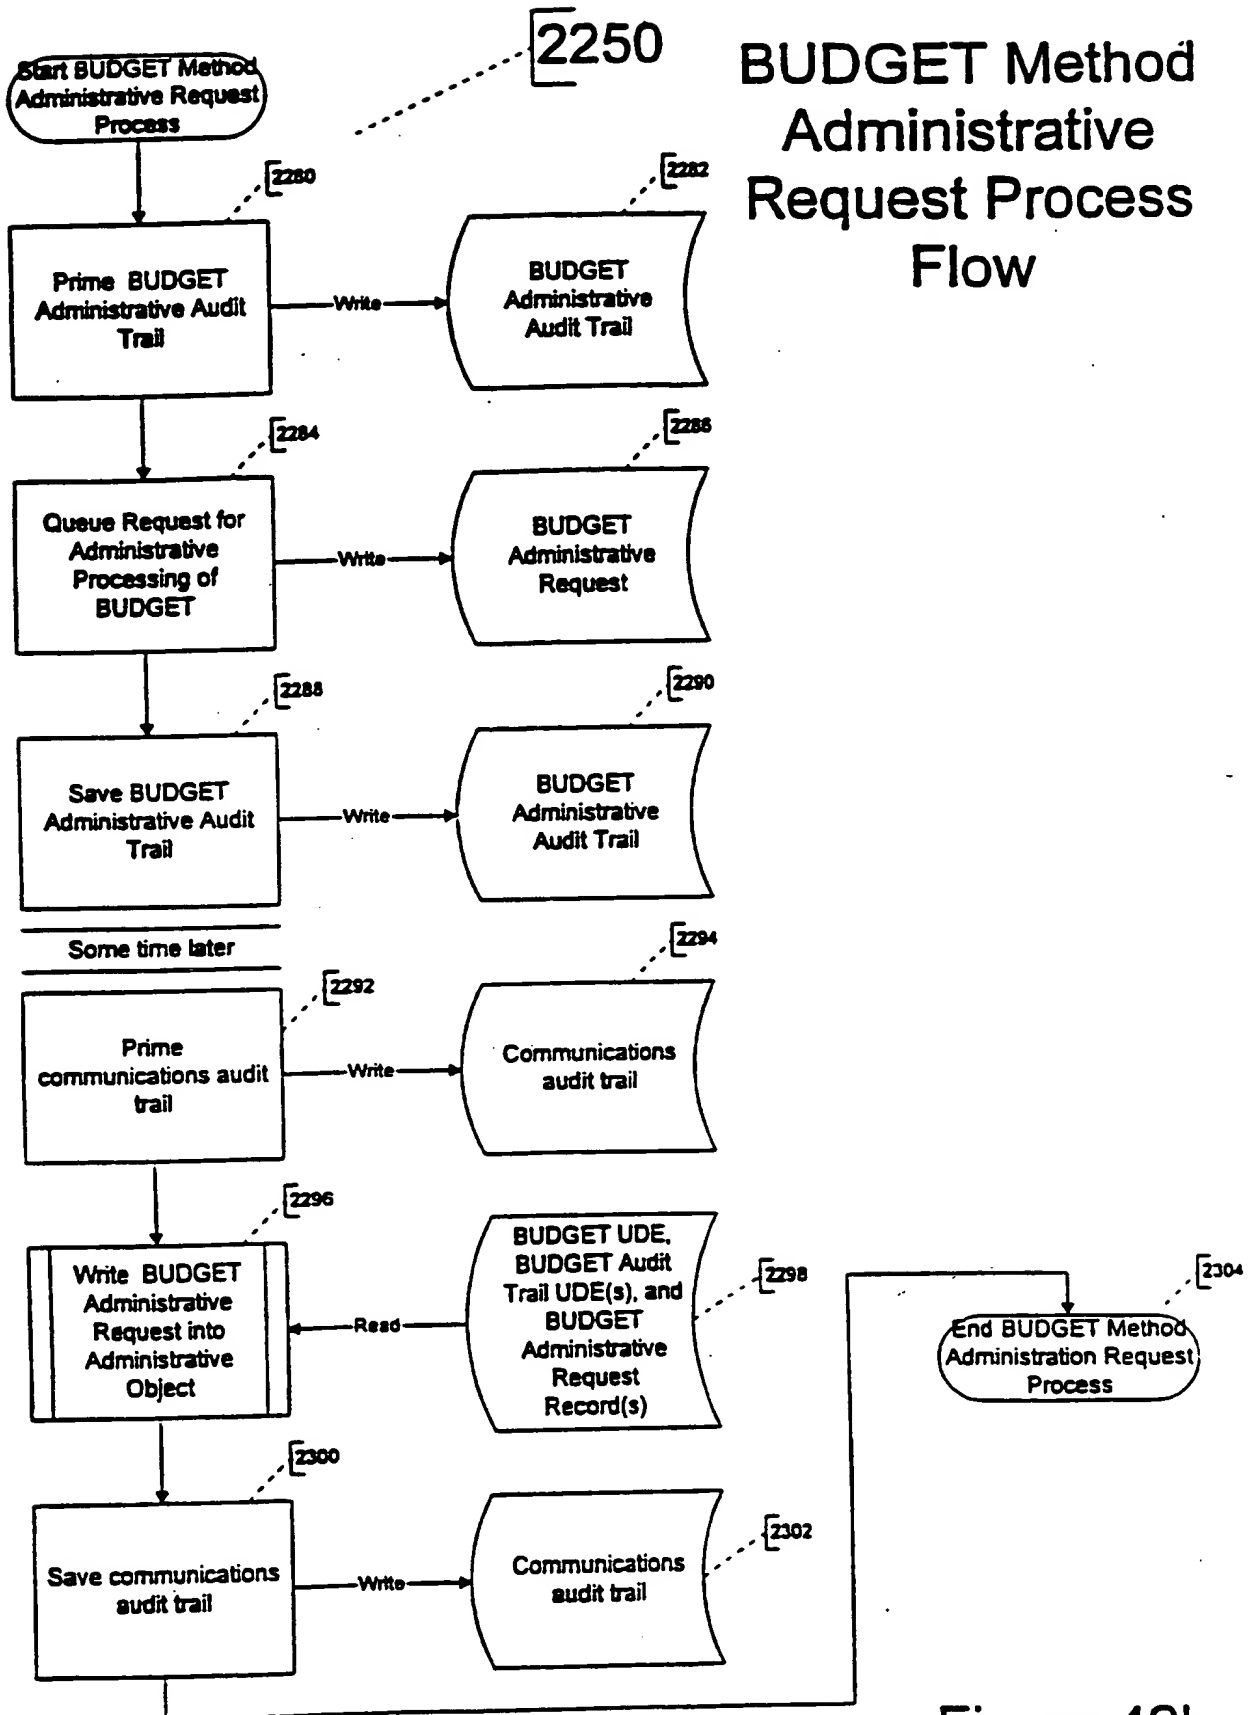 2250
BUDGET Method
Administrative
Request Process
Flow
Start BUDGET Method
Administrative Request
Process
2280
2282
Prime BUDGET
Administrative Audit
Trail
Write
BUDGET
Administrative
Audit Trail
2284
2286
Queue Request for
Administrative
Processing of
BUDGET
Write
BUDGET
Administrative
Request
2288
2290
Save BUDGET
Administrative Audit
Trail
Write
BUDGET
Administrative
Audit Trail
Some time later
2292
2294
Prime
communications audit
trail
Write
Communications
audit trail
2296
Write BUDGET
Administrative
Request into
Administrative
Object
Read
BUDGET UDE,
BUDGET Audit
Trail UDE(s), and
BUDGET
Administrative
Request
Record(s)
2298
2304
End BUDGET Method
Administration Request
Process
2300
Save communications
audit trail
Write
Communications
audit trail
2302